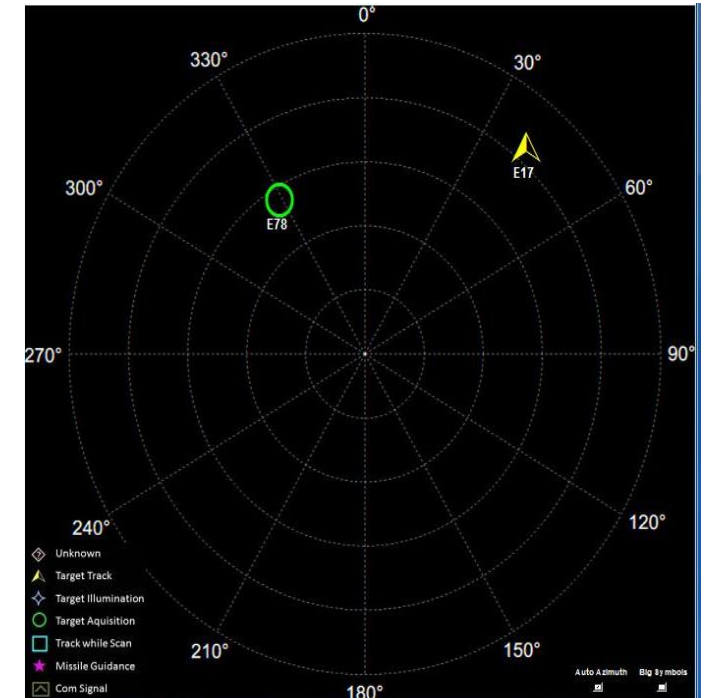 0°
330°
30°
E17
300°
60°
E78
270°
90°
240°
120°
Unknown
Target Track
Target Illumination
Target Aquisition
Track while Scan
Missile Guidance
Com Signal
210°
150°
180°
Auto Azimuth
Big Symbols